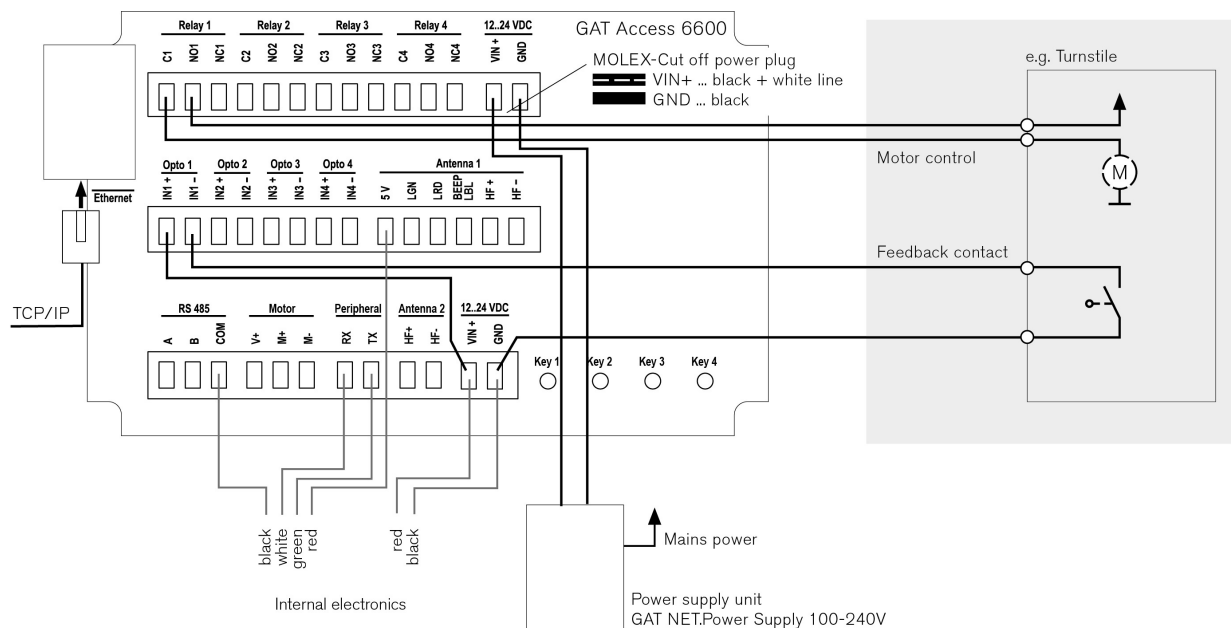 Relay 1 Relay 2 Relay 3 Relay 4 12..24 VDC
GAT Access 6600
C1 NO1 NC1 C2 NO2 NC2 C3 NO3 NC3 C4 NO4 NC4 VIN + GND
MOLEX-Cut off power plug
VIN+ ... black + white line
GND ... black
e.g. Turnstile
Motor control
M
Opto 1 Opto 2 Opto 3 Opto 4 Antenna 1
IN1 + IN1 – IN2 + IN2 – IN3 + IN3 – IN4 + IN4 – 5 V LGN LRD BEEP LBL HF + HF –
Ethernet
Feedback contact
TCP/IP
RS 485 Motor Peripheral Antenna 2 12..24 VDC
A B COM V+ M+ M- RX TX HF+ HF- VIN + GND
Key 1 Key 2 Key 3 Key 4
black white green red red black
Mains power
Internal electronics
Power supply unit
GAT NET.Power Supply 100-240V